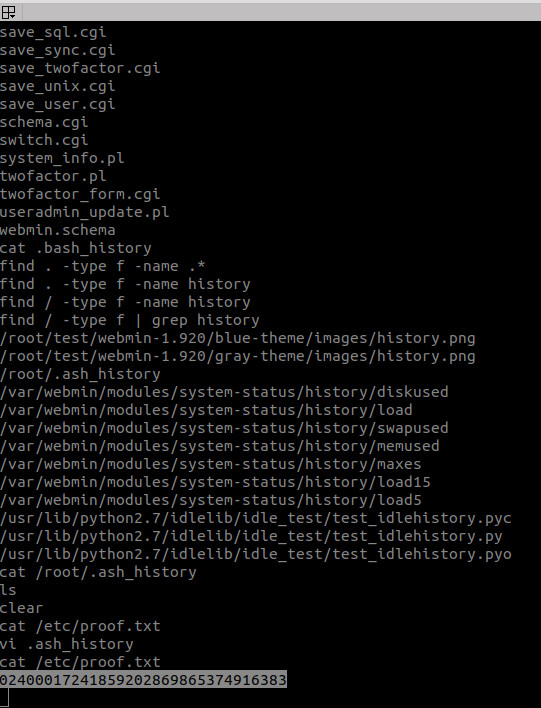 save_sql.cgi
save_sync.cgi
save_twofactor.cgi
save_unix.cgi
save_user.cgi
schema.cgi
switch.cgi
system_info.pl
twofactor.pl
twofactor_form.cgi
useradmin_update.pl
webmin.schema
cat .bash_history
find . -type f -name .*
find . -type f -name history
find / -type f -name history
find / -type f | grep history
/root/test/webmin-1.920/blue-theme/images/history.png
/root/test/webmin-1.920/gray-theme/images/history.png
/root/.ash_history
/var/webmin/modules/system-status/history/diskused
/var/webmin/modules/system-status/history/load
/var/webmin/modules/system-status/history/swapused
/var/webmin/modules/system-status/history/memused
/var/webmin/modules/system-status/history/maxes
/var/webmin/modules/system-status/history/load15
/var/webmin/modules/system-status/history/load5
/usr/lib/python2.7/idlelib/idle_test/test_idlehistory.pyc
/usr/lib/python2.7/idlelib/idle_test/test_idlehistory.py
/usr/lib/python2.7/idlelib/idle_test/test_idlehistory.pyo
cat /root/.ash_history
ls
clear
cat /etc/proof.txt
vi .ash_history
cat /etc/proof.txt
02400017241859202869865374916383